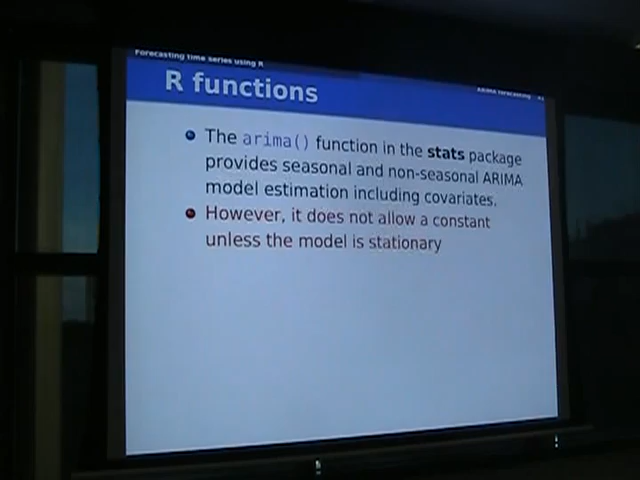 Forecasting time series using R
ARIMA forecasting 41
R functions
The arima() function in the stats package
provides seasonal and non-seasonal ARIMA
model estimation including covariates.
However, it does not allow a constant
unless the model is stationary